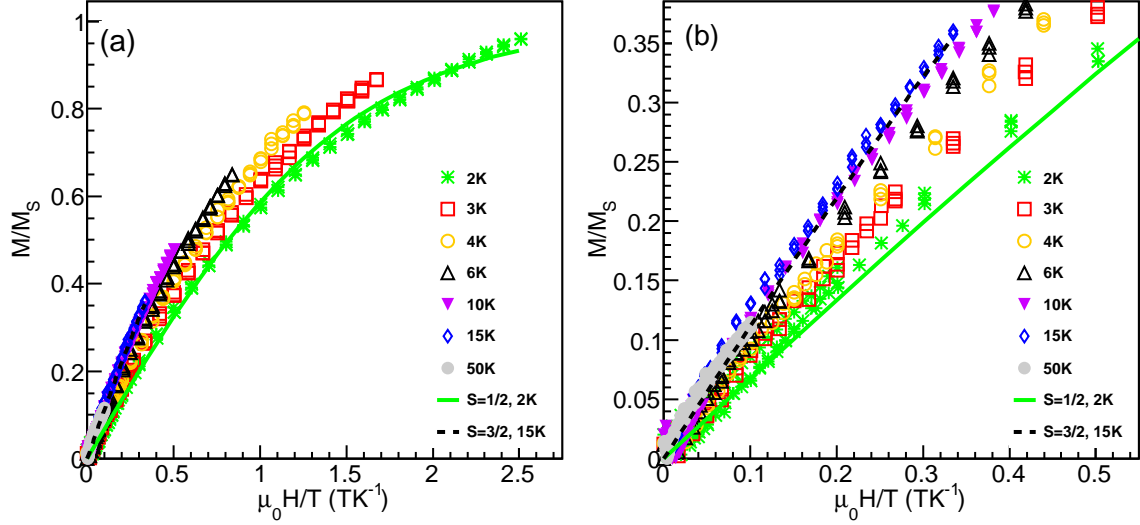 (a)
M/M_S
1
0.8
0.6
0.4
0.2
0
0 0.5 1.0 1.5 2.0 2.5
μ₀H/T (TK⁻¹)
2K
3K
4K
6K
10K
15K
50K
S=1/2, 2K
S=3/2, 15K
(b)
M/M_S
0.35
0.3
0.25
0.2
0.15
0.1
0.05
0
0 0.1 0.2 0.3 0.4 0.5
μ₀H/T (TK⁻¹)
2K
3K
4K
6K
10K
15K
50K
S=1/2, 2K
S=3/2, 15K